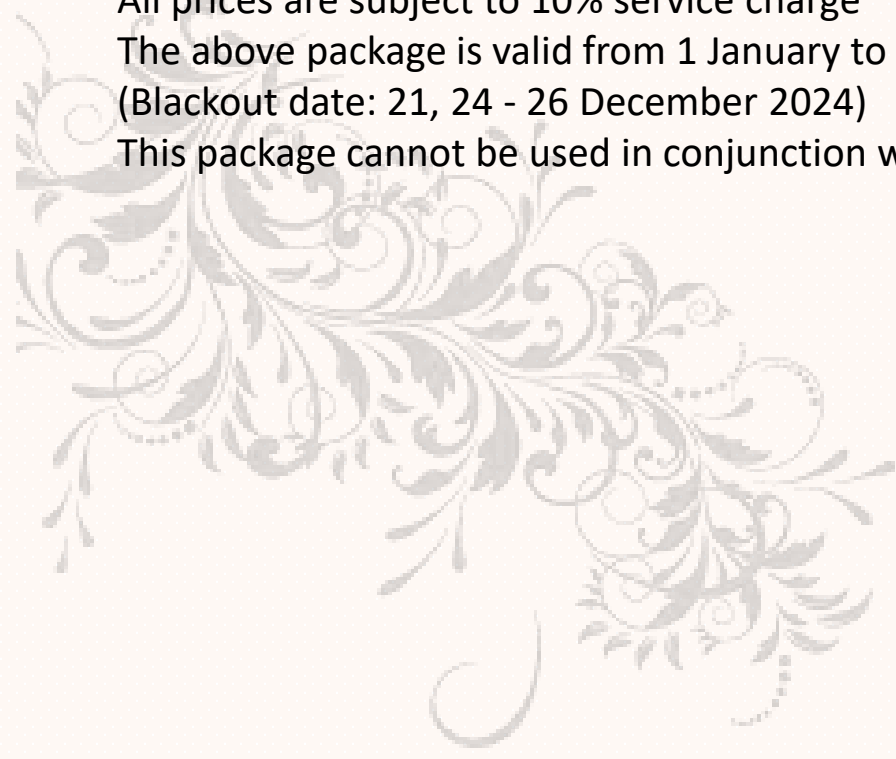 All prices are subject to 10% service charge
The above package is valid from 1 January to
(Blackout date: 21, 24 - 26 December 2024)
This package cannot be used in conjunction